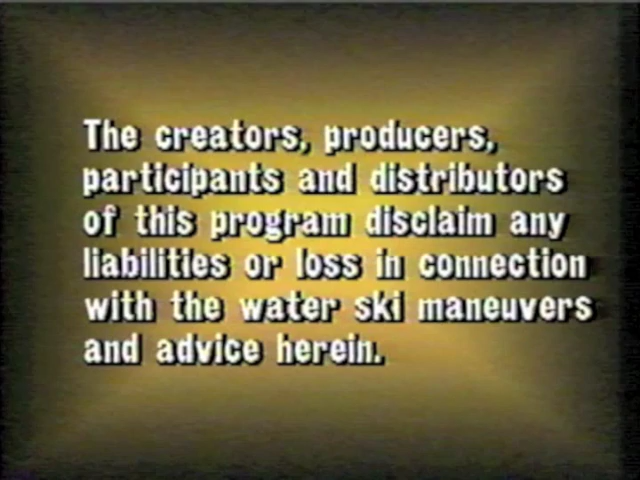 The creators, producers,
participants and distributors
of this program disclaim any
liabilities or loss in connection
with the water ski maneuvers
and advice herein.